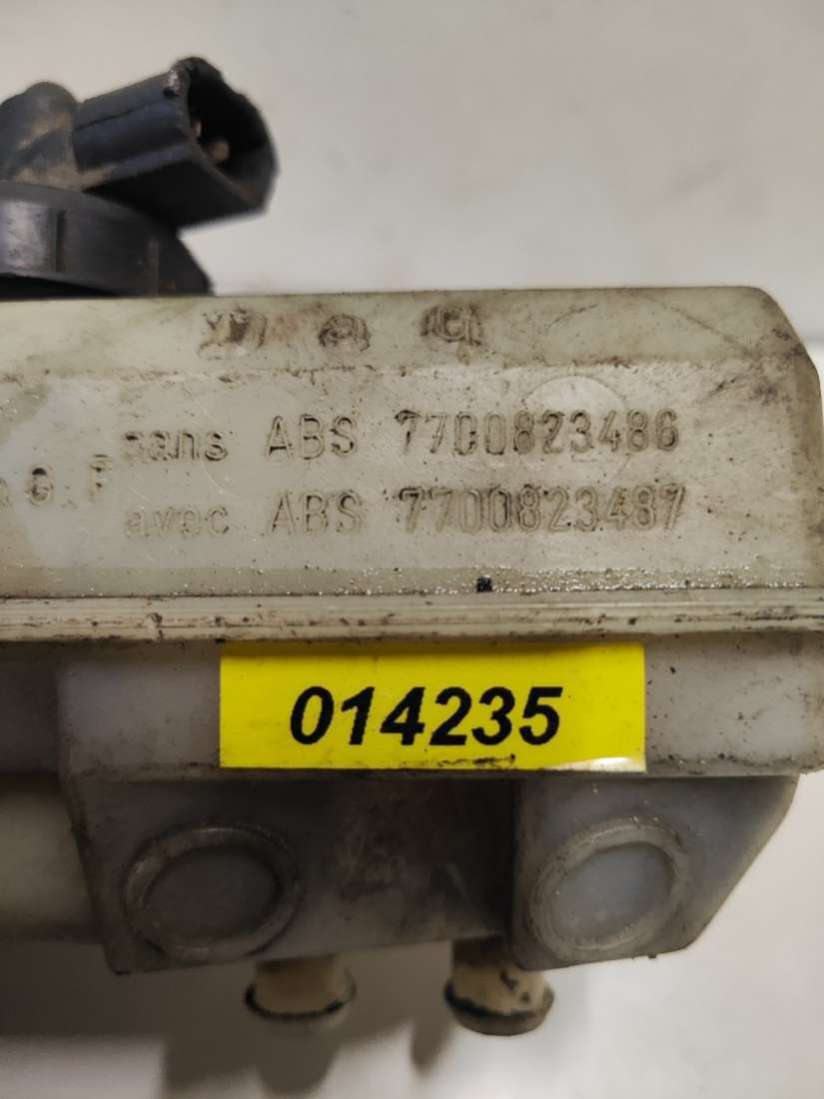 sans ABS 7700823486
G F
avec ABS 7700823487
014235